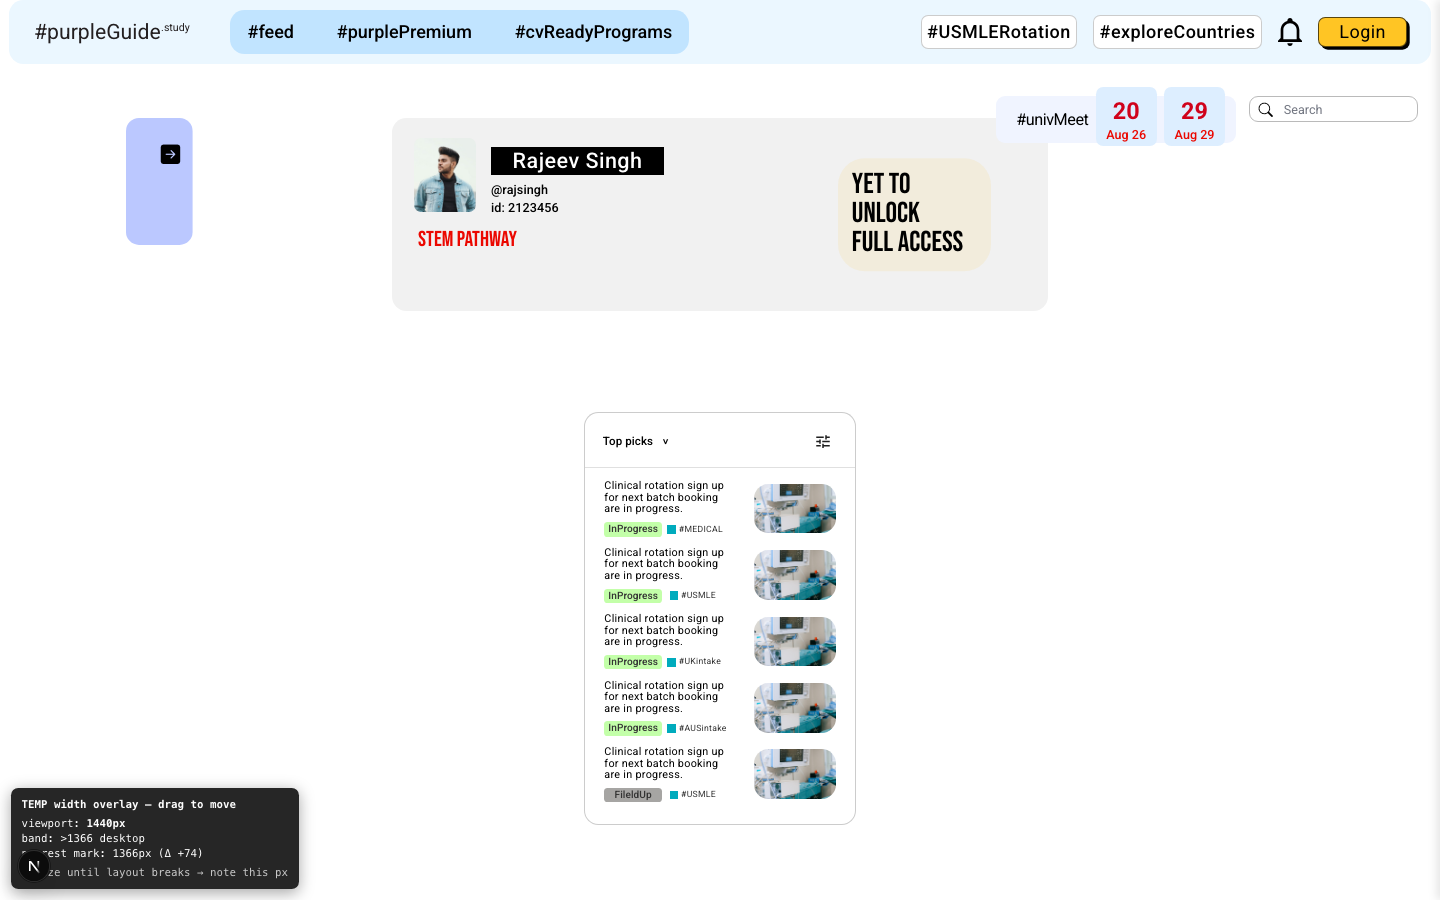 #purpleGuide.study
#feed
#purplePremium
#cvReadyPrograms
#USMLERotation
#exploreCountries
Login
#univMeet
20
Aug 26
29
Aug 29
Search
Rajeev Singh
@rajsingh
id: 2123456
STEM PATHWAY
YET TO
UNLOCK
FULL ACCESS
Top picks v
Clinical rotation sign up
for next batch booking
are in progress.
InProgress #MEDICAL
Clinical rotation sign up
for next batch booking
are in progress.
InProgress #USMLE
Clinical rotation sign up
for next batch booking
are in progress.
InProgress #UKintake
Clinical rotation sign up
for next batch booking
are in progress.
InProgress #AUSintake
Clinical rotation sign up
for next batch booking
are in progress.
FileldUp #USMLE
TEMP width overlay — drag to move
viewport: 1440px
band: >1366 desktop
mark: 1366px (Δ +74)
until layout breaks → note this px
N